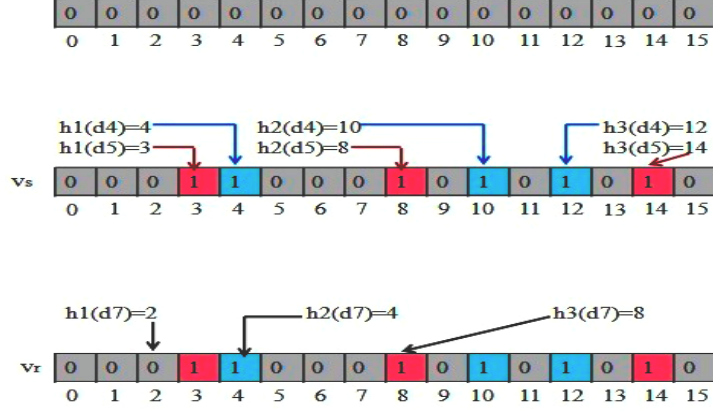 0 0 0 0 0 0 0 0 0 0 0 0 0 0 0 0
0 1 2 3 4 5 6 7 8 9 10 11 12 13 14 15
h1(d4)=4 h2(d4)=10 h3(d4)=12
h1(d5)=3 h2(d5)=8 h3(d5)=14
Vs 0 0 0 1 1 0 0 0 1 0 1 0 1 0 1 0
0 1 2 3 4 5 6 7 8 9 10 11 12 13 14 15
h1(d7)=2 h2(d7)=4 h3(d7)=8
Vr 0 0 0 1 1 0 0 0 1 0 1 0 1 0 1 0
0 1 2 3 4 5 6 7 8 9 10 11 12 13 14 15